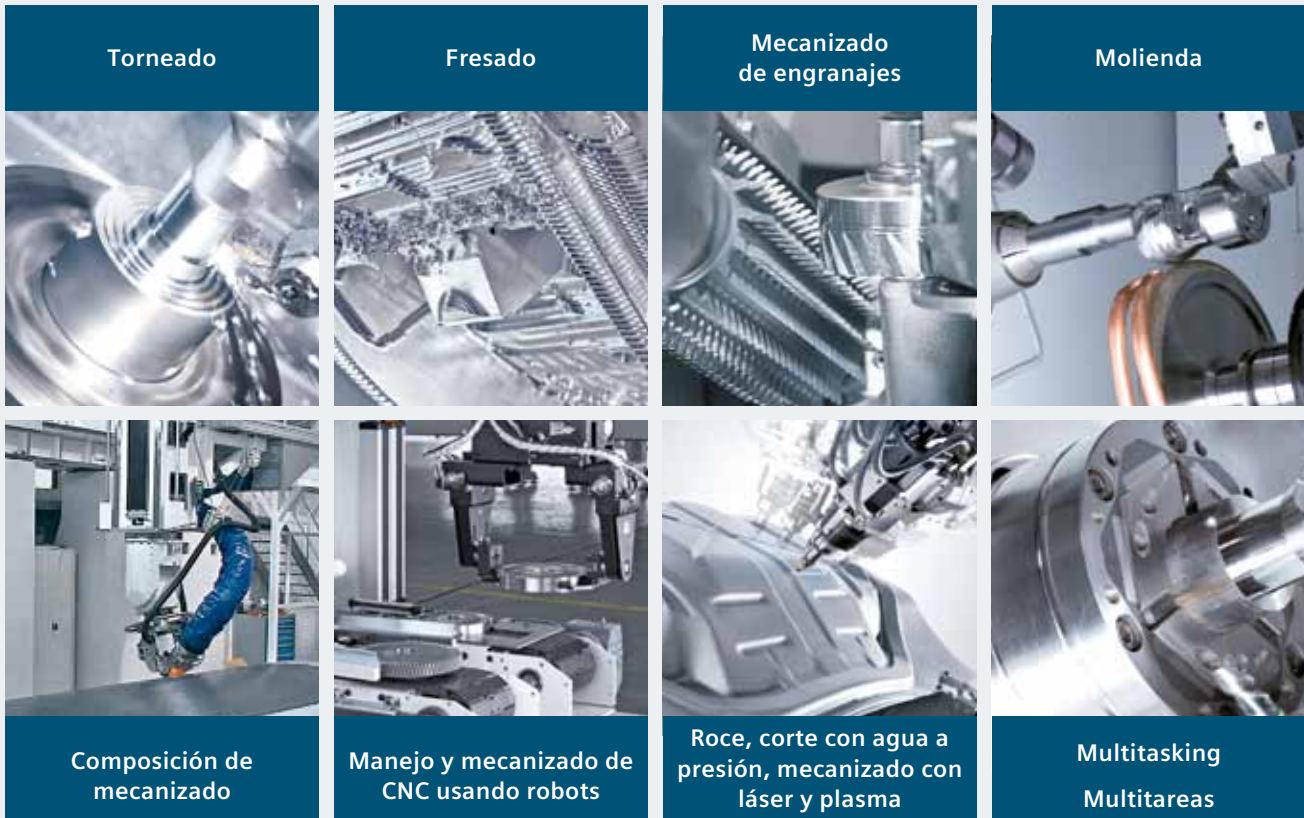 Torneado
Fresado
Mecanizado
de engranajes
Molienda
Composición de
mecanizado
Manejo y mecanizado de
CNC usando robots
Roce, corte con agua a
presión, mecanizado con
láser y plasma
Multitasking
Multitareas